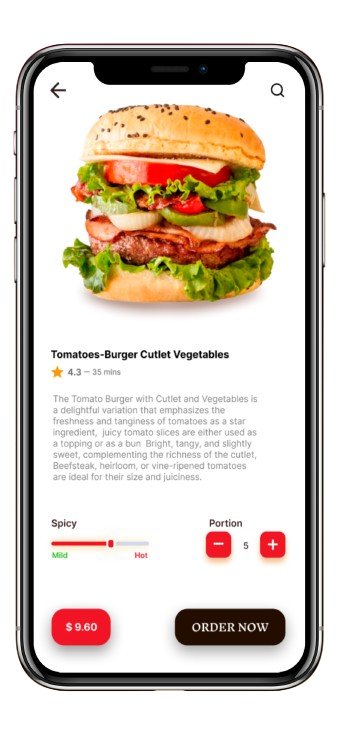 Tomatoes-Burger Cutlet Vegetables
4.3 – 35 mins
The Tomato Burger with Cutlet and Vegetables is
a delightful variation that emphasizes the
freshness and tanginess of tomatoes as a star
ingredient, juicy tomato slices are either used as
a topping or as a bun Bright, tangy, and slightly
sweet, complementing the richness of the cutlet,
Beefsteak, heirloom, or vine-ripened tomatoes
are ideal for their size and juiciness.
Spicy Portion
5
Mild Hot
$ 9.60 ORDER NOW